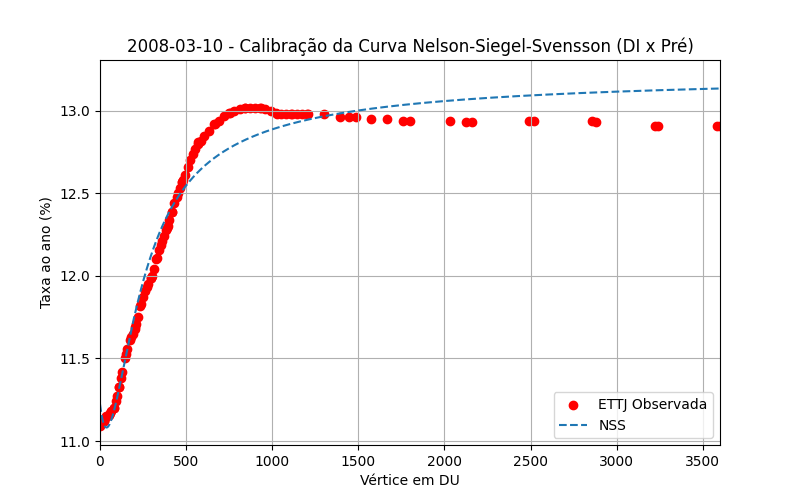 2008-03-10 - Calibração da Curva Nelson-Siegel-Svensson (DI x Pré)
Taxa ao ano (%)
13.0
12.5
12.0
11.5
11.0
0 500 1000 1500 2000 2500 3000 3500
Vértice em DU
ETTJ Observada
NSS